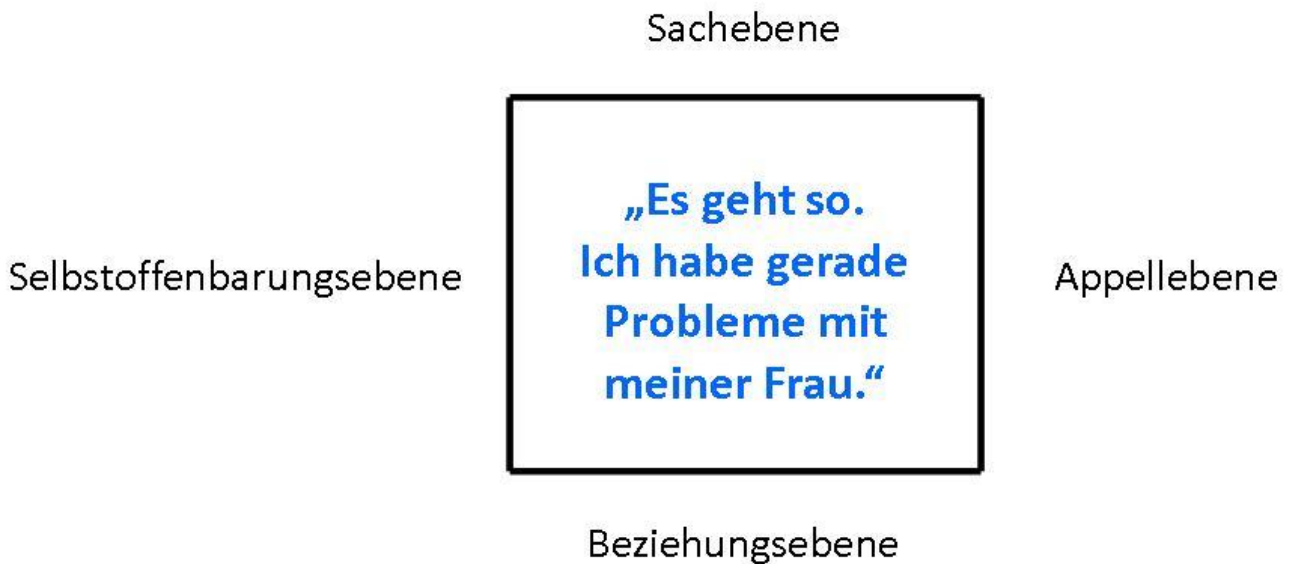 Sachebene
„Es geht so.
Ich habe gerade
Probleme mit
meiner Frau.“
Selbstoffenbarungsebene
Appellebene
Beziehungsebene